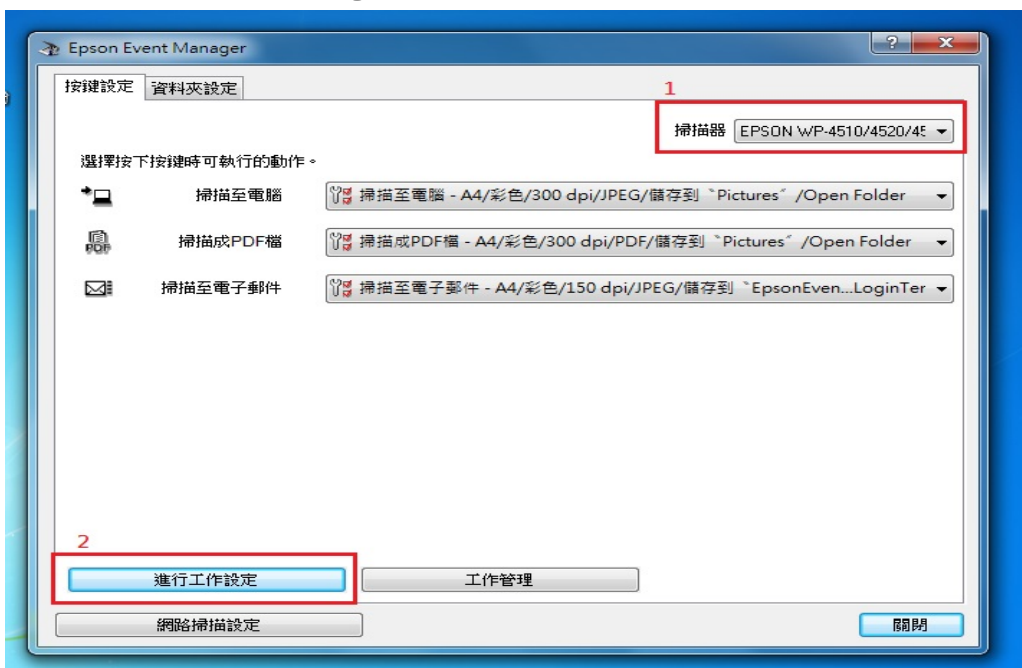 Epson Event Manager
按鍵設定 資料夾設定
1
掃描器 EPSON WP-4510/4520/45
選擇按下按鍵時可執行的動作。
掃描至電腦 掃描至電腦 - A4/彩色/300 dpi/JPEG/儲存到〝Pictures〞/Open Folder
PDF 掃描成PDF檔 掃描成PDF檔 - A4/彩色/300 dpi/PDF/儲存到〝Pictures〞/Open Folder
掃描至電子郵件 掃描至電子郵件 - A4/彩色/150 dpi/JPEG/儲存到〝EpsonEven...LoginTer
2
進行工作設定 工作管理
網路掃描設定 關閉